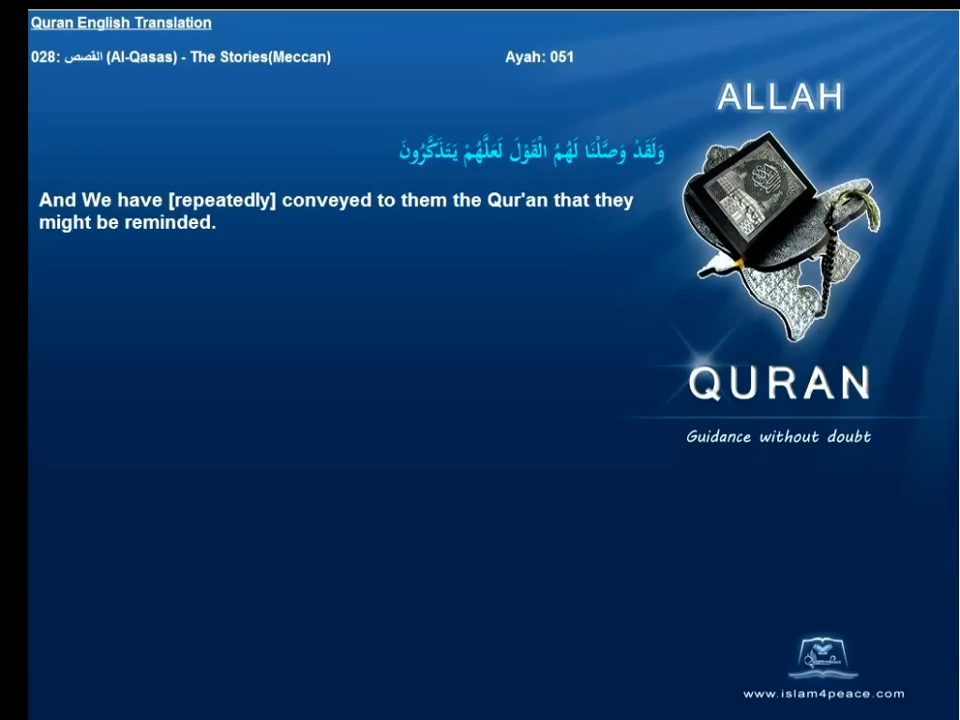 Quran English Translation
028: القصص (Al-Qasas) - The Stories(Meccan) Ayah: 051
ALLAH
وَلَقَدْ وَصَّلْنَا لَهُمُ الْقَوْلَ لَعَلَّهُمْ يَتَذَكَّرُونَ
And We have [repeatedly] conveyed to them the Qur'an that they
might be reminded.
QURAN
Guidance without doubt
www.islam4peace.com